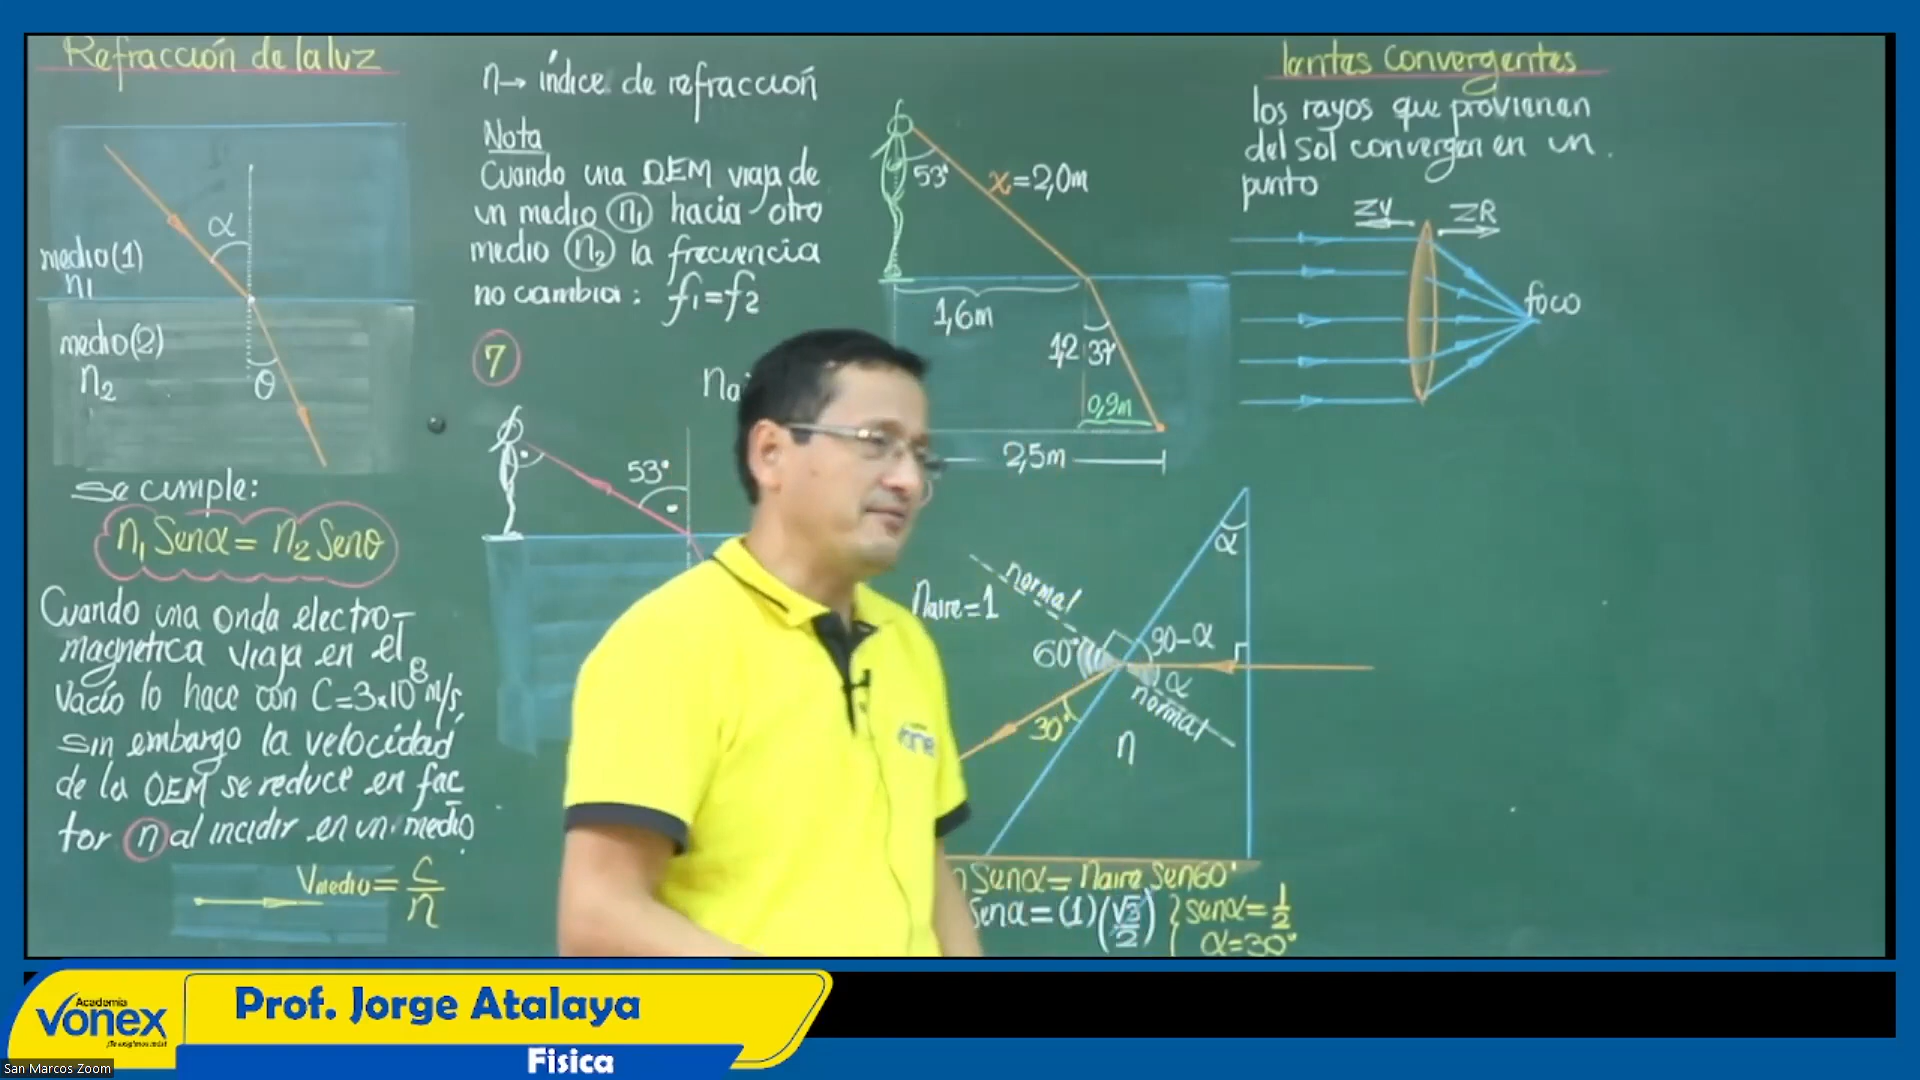 Refracción de la luz
α
medio(1)
n1
medio(2)
n2
θ
se cumple:
n1 Senα = n2 Senθ
Cuando una onda electro-
magnetica viaja en el
vacío lo hace con C=3x10⁸m/s,
sin embargo la velocidad
de la OEM se reduce en fac
tor n al incidir en un medio
Vmedio = C/n
n → índice de refracción
Nota
Cuando una OEM viaja de
un medio n1 hacia otro
medio n2 la frecuencia
no cambia: f1=f2
7
53°
53°
x=2,0m
1,6m
1,2
37
0,9m
2,5m
naire=1
normal
60°
30°
α
90-α
α
normal
n
n Senα = naire Sen60°
Senα = (1)(√3/2)
senα = 1/2
α=30°
lentes convergentes
los rayos que provienen
del sol convergen en un
punto
ZV
ZR
foco
Vonex
Academia
Vonex
Prof. Jorge Atalaya
Fisica
San Marcos Zoom